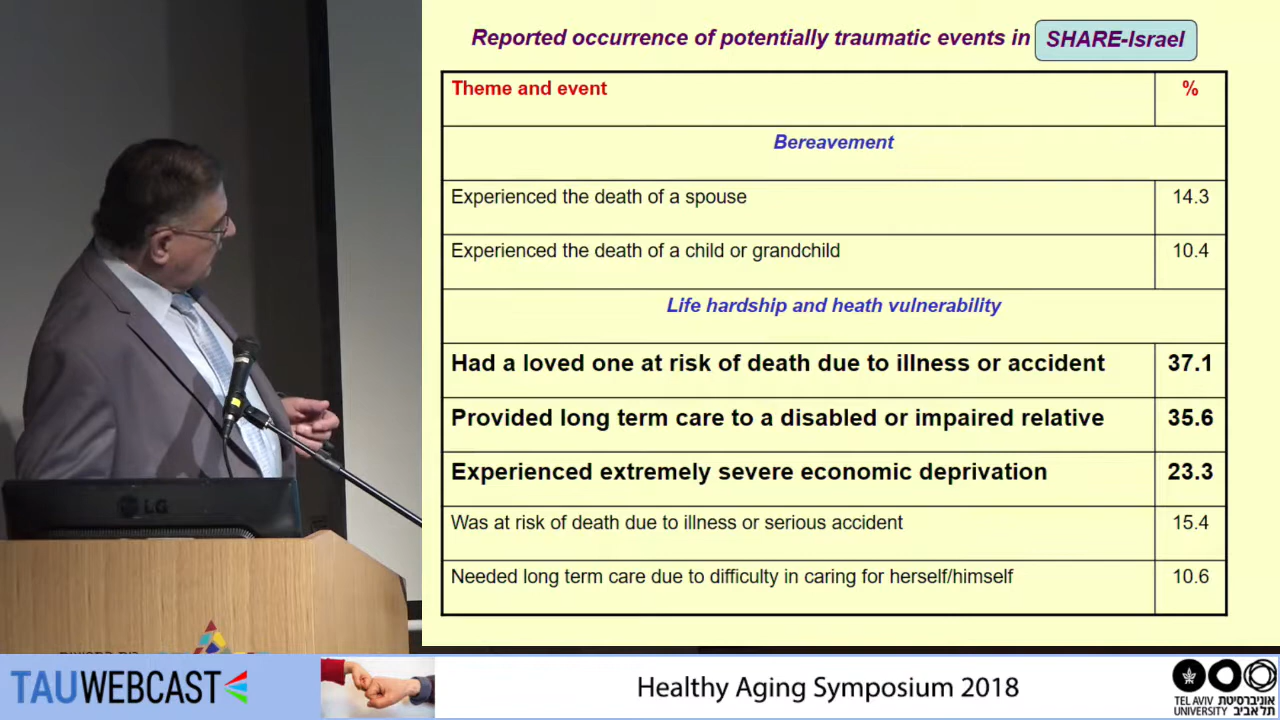 Reported occurrence of potentially traumatic events in SHARE-Israel
Theme and event %
Bereavement
Experienced the death of a spouse 14.3
Experienced the death of a child or grandchild 10.4
Life hardship and heath vulnerability
Had a loved one at risk of death due to illness or accident 37.1
Provided long term care to a disabled or impaired relative 35.6
Experienced extremely severe economic deprivation 23.3
Was at risk of death due to illness or serious accident 15.4
Needed long term care due to difficulty in caring for herself/himself 10.6
LG
TAUWEBCAST
Healthy Aging Symposium 2018
TEL AVIV אוניברסיטת
UNIVERSITY תל אביב